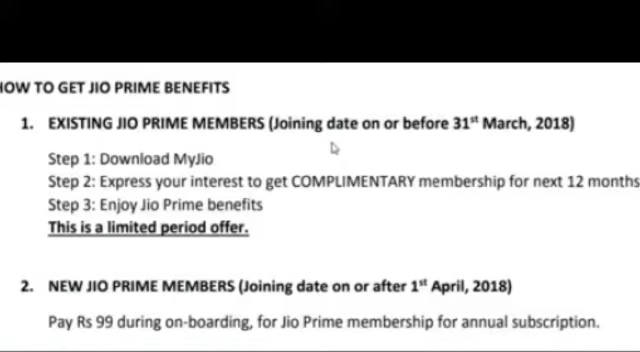 HOW TO GET JIO PRIME BENEFITS
1. EXISTING JIO PRIME MEMBERS (Joining date on or before 31st March, 2018)
Step 1: Download MyJio
Step 2: Express your interest to get COMPLIMENTARY membership for next 12 months
Step 3: Enjoy Jio Prime benefits
This is a limited period offer.
2. NEW JIO PRIME MEMBERS (Joining date on or after 1st April, 2018)
Pay Rs 99 during on-boarding, for Jio Prime membership for annual subscription.